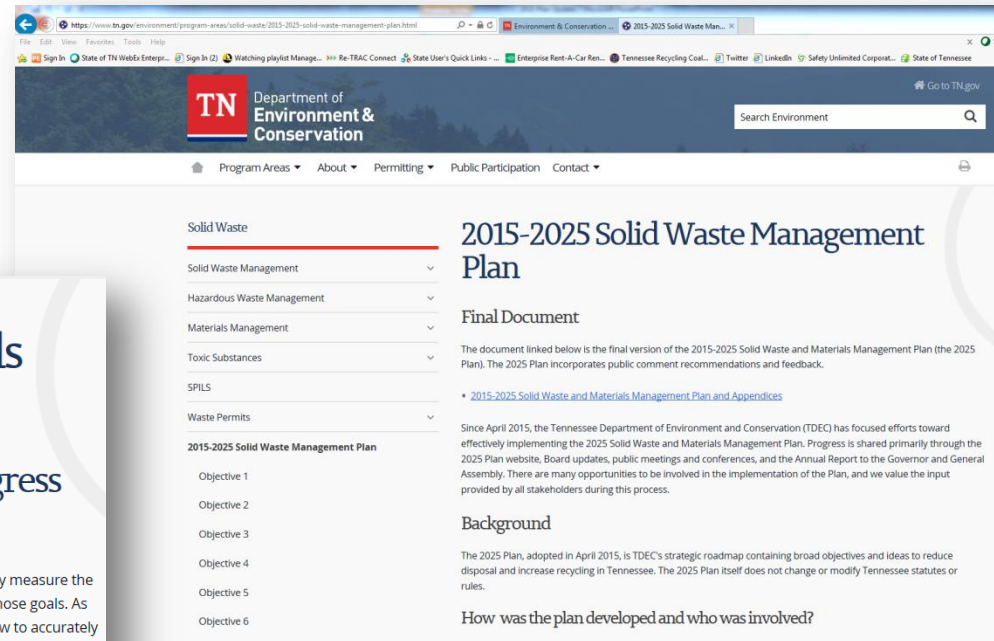 https://www.tn.gov/environment/program-areas/solid-waste/2015-2025-solid-waste-management-plan.html
Environment & Conservation ...
2015-2025 Solid Waste Man... ×
File Edit View Favorites Tools Help
Sign In State of TN WebEx Enterpr... Sign In (2) Watching playlist Manage... Re-TRAC Connect State User's Quick Links - ... Enterprise Rent-A-Car Ren... Tennessee Recycling Coal... Twitter LinkedIn Safety Unlimited Corporat... State of Tennessee
Go to TN.gov
TN
Department of
Environment &
Conservation
Search Environment
Program Areas About Permitting Public Participation Contact
Solid Waste
Solid Waste Management
Hazardous Waste Management
Materials Management
Toxic Substances
SPILS
Waste Permits
2015-2025 Solid Waste Management Plan
Objective 1
Objective 2
Objective 3
Objective 4
Objective 5
Objective 6
2015-2025 Solid Waste Management
Plan
Final Document
The document linked below is the final version of the 2015-2025 Solid Waste and Materials Management Plan (the 2025
Plan). The 2025 Plan incorporates public comment recommendations and feedback.
• 2015-2025 Solid Waste and Materials Management Plan and Appendices
Since April 2015, the Tennessee Department of Environment and Conservation (TDEC) has focused efforts toward
effectively implementing the 2025 Solid Waste and Materials Management Plan. Progress is shared primarily through the
2025 Plan website, Board updates, public meetings and conferences, and the Annual Report to the Governor and General
Assembly. There are many opportunities to be involved in the implementation of the Plan, and we value the input
provided by all stakeholders during this process.
Background
The 2025 Plan, adopted in April 2015, is TDEC's strategic roadmap containing broad objectives and ideas to reduce
disposal and increase recycling in Tennessee. The 2025 Plan itself does not change or modify Tennessee statutes or
rules.
How was the plan developed and who was involved?
measure the
goals. As
to accurately